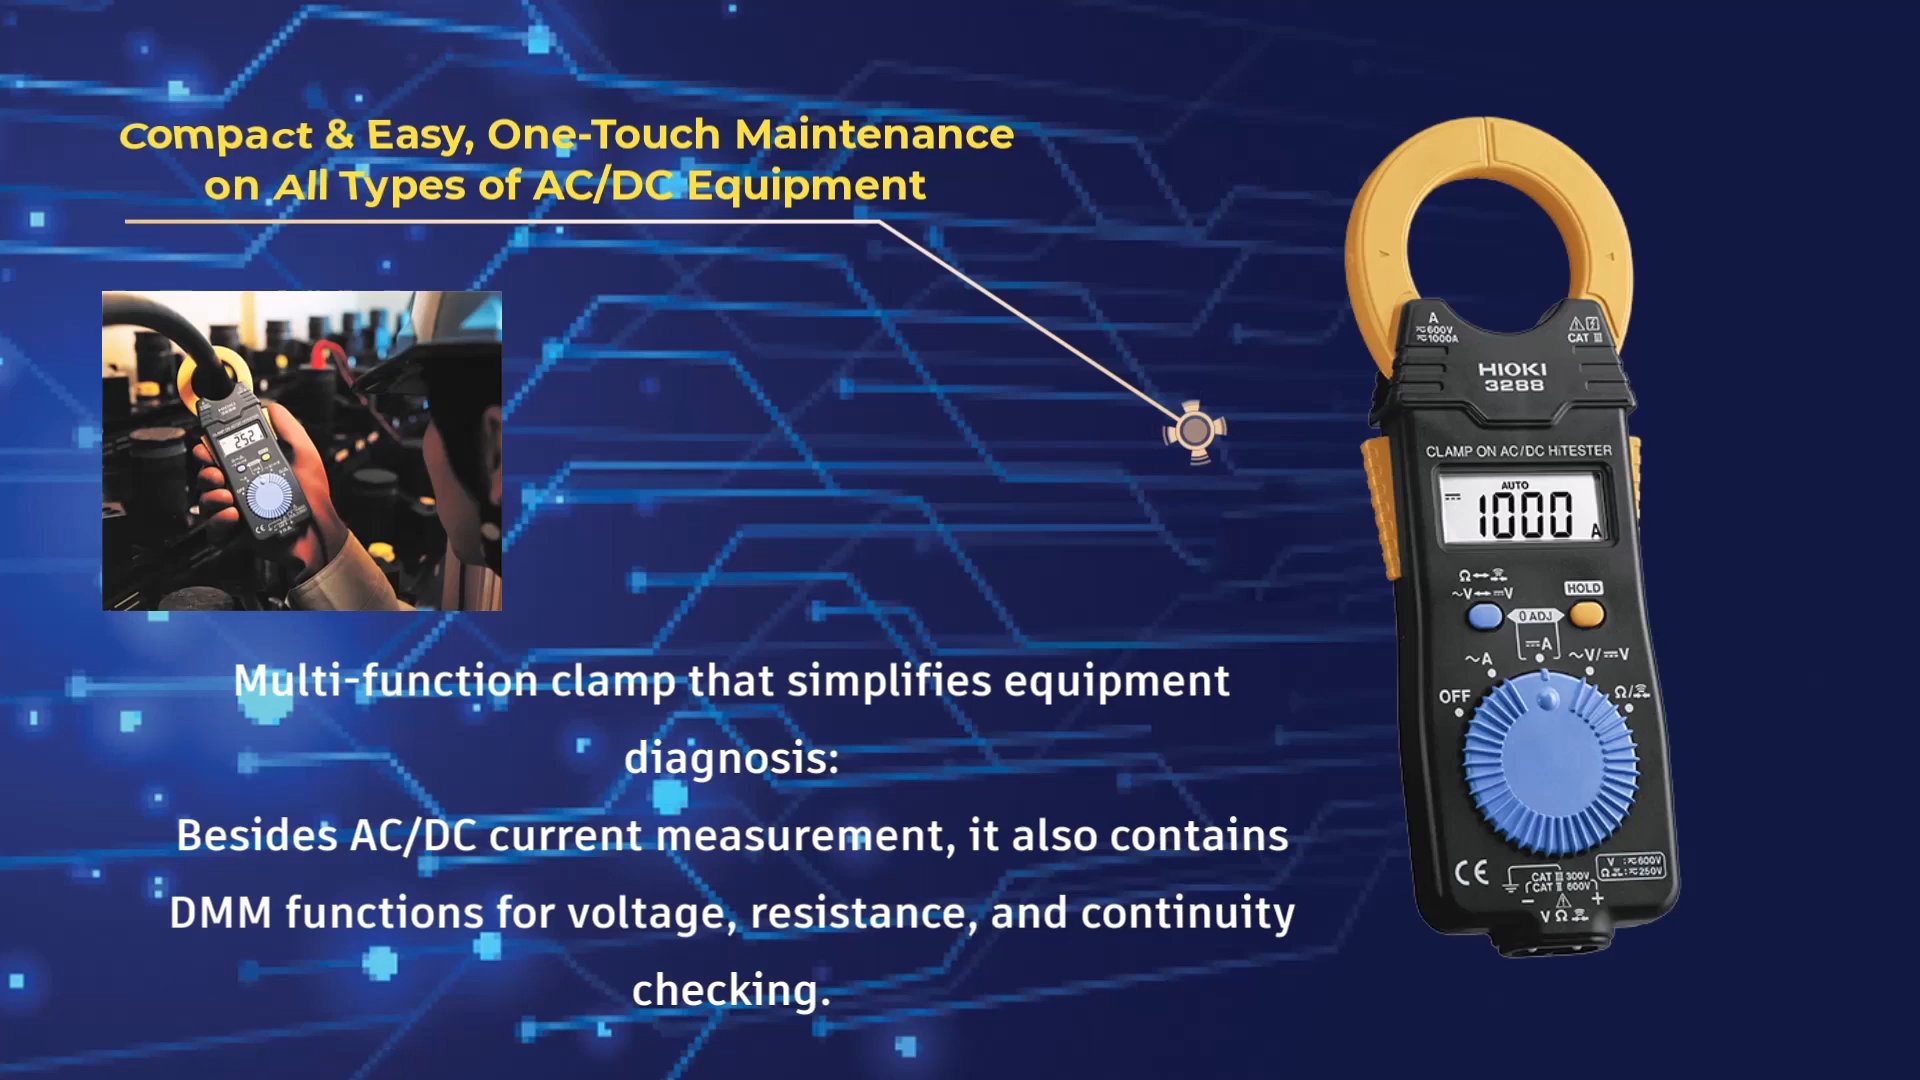 Compact & Easy, One-Touch Maintenance
on All Types of AC/DC Equipment
Multi-function clamp that simplifies equipment
diagnosis:
Besides AC/DC current measurement, it also contains
DMM functions for voltage, resistance, and continuity
checking.
A
600V
1000A
CAT III
HIOKI
3288
CLAMP ON AC/DC HiTESTER
AUTO
1000 A
Ω
~V V
HOLD
0 ADJ
~A
A
~V/ V
OFF
Ω/
CE
CAT III 300V
CAT II 600V
V : 600V
Ω : 250V
− +
V Ω
HIOKI
3288
252